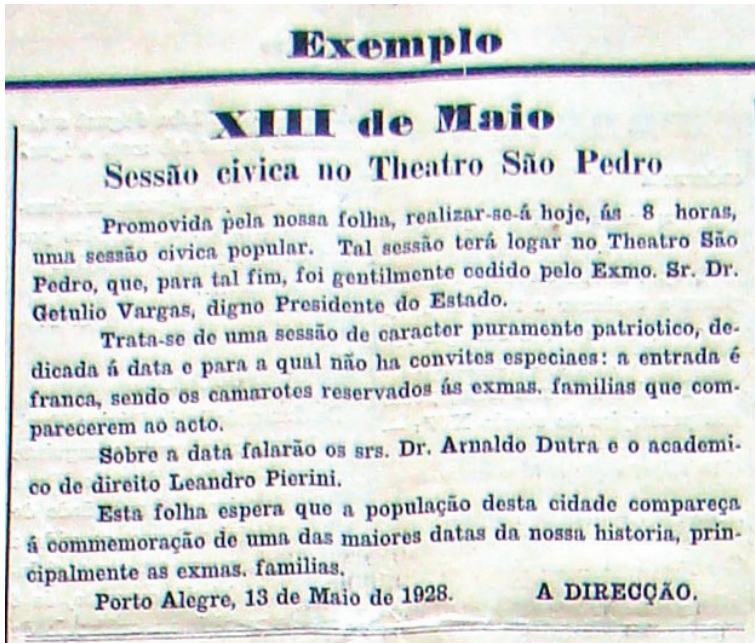 Exemplo
XIII de Maio
Sessão civica no Theatro São Pedro
Promovida pela nossa folha, realizar-se-á hoje, ás 8 horas,
uma sessão civica popular. Tal sessão terá logar no Theatro São
Pedro, que, para tal fim, foi gentilmente cedido pelo Exmo. Sr. Dr.
Getulio Vargas, digno Presidente do Estado.
Trata-se de uma sessão de caracter puramente patriotico, de-
dicada á data e para a qual não ha convites especiaes: a entrada é
franca, sendo os camarotes reservados ás exmas. familias que com-
parecerem ao acto.
Sobre a data falarão os srs. Dr. Arnaldo Dutra e o academi-
co de direito Leandro Pierini.
Esta folha espera que a população desta cidade compareça
á commemoração de uma das maiores datas da nossa historia, prin-
cipalmente as exmas. familias.
Porto Alegre, 13 de Maio de 1928. A DIRECÇÃO.